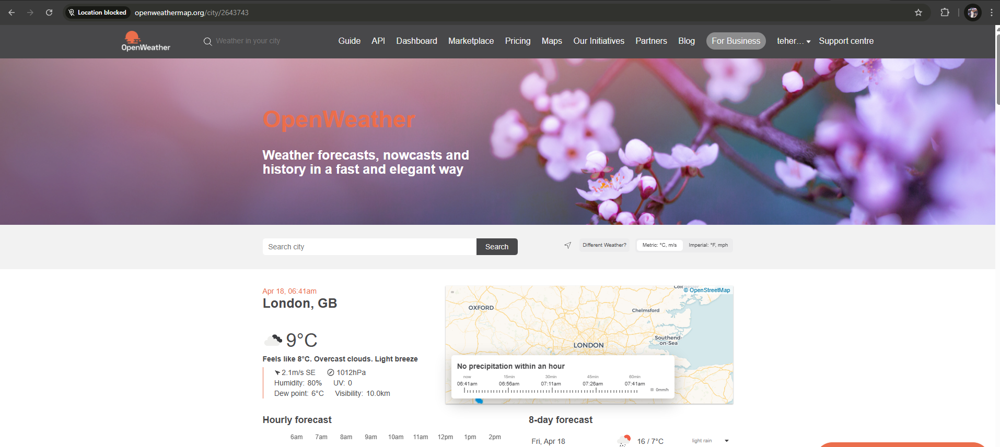 Location blocked openweathermap.org/city/2643743
OpenWeather
Weather in your city
Guide API Dashboard Marketplace Pricing Maps Our Initiatives Partners Blog For Business teher... Support centre
OpenWeather
Weather forecasts, nowcasts and
history in a fast and elegant way
Search city Search
Different Weather? Metric: °C, m/s Imperial: °F, mph
Apr 18, 06:41am
London, GB
9°C
Feels like 8°C. Overcast clouds. Light breeze
2.1m/s SE 1012hPa
Humidity: 80% UV: 0
Dew point: 6°C Visibility: 10.0km
© OpenStreetMap
OXFORD
Chelmsford
LONDON
Southend-
on-Sea
No precipitation within an hour
now 15min 30min 45min 60min
06:41am 06:56am 07:11am 07:26am 07:41am
0mm/h
Hourly forecast
6am 7am 8am 9am 10am 11am 12pm 1pm 2pm
8-day forecast
Fri, Apr 18 16 / 7°C light rain